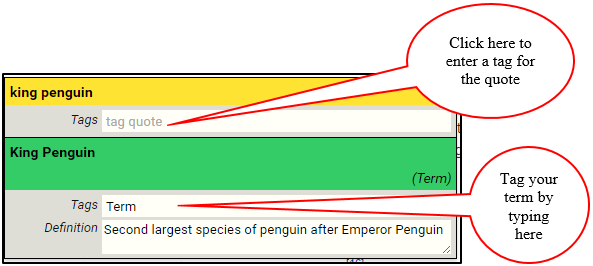 Click here to
enter a tag for
the quote
king penguin
Tags tag quote
King Penguin
(Term)
Tags Term
Definition Second largest species of penguin after Emperor Penguin
Tag your
term by
typing
here